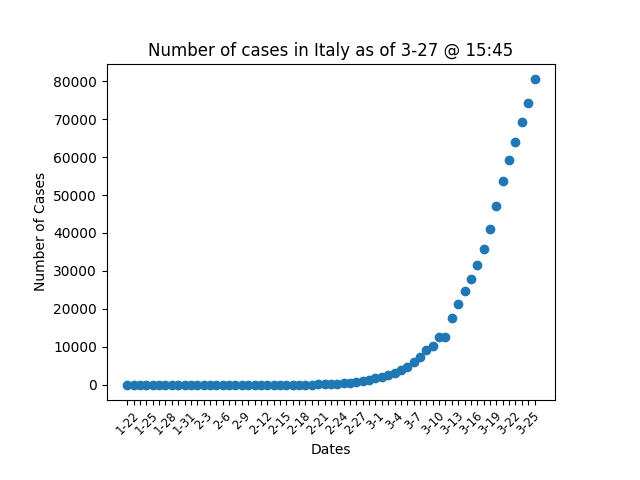 Number of cases in Italy as of 3-27 @ 15:45
80000
70000
60000
50000
40000
30000
20000
10000
0
Number of Cases
1-22 1-25 1-28 1-31 2-3 2-6 2-9 2-12 2-15 2-18 2-21 2-24 2-27 3-1 3-4 3-7 3-10 3-13 3-16 3-19 3-22 3-25
Dates